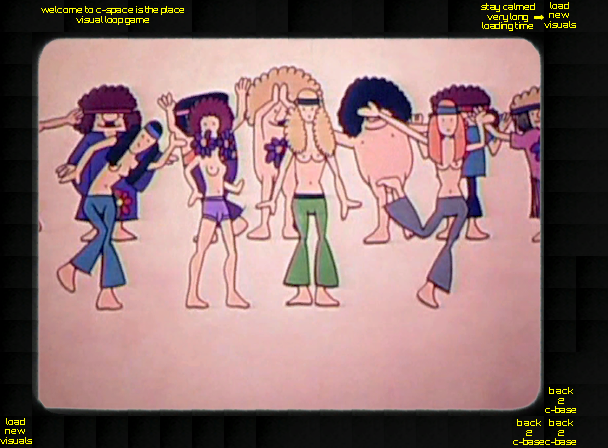 welcome to c-space is the place
visual loop game
stay calmed
very long
loading time
load
new
visuals
load
new
visuals
back
2
c-base
back
2
c-base
back
2
c-base